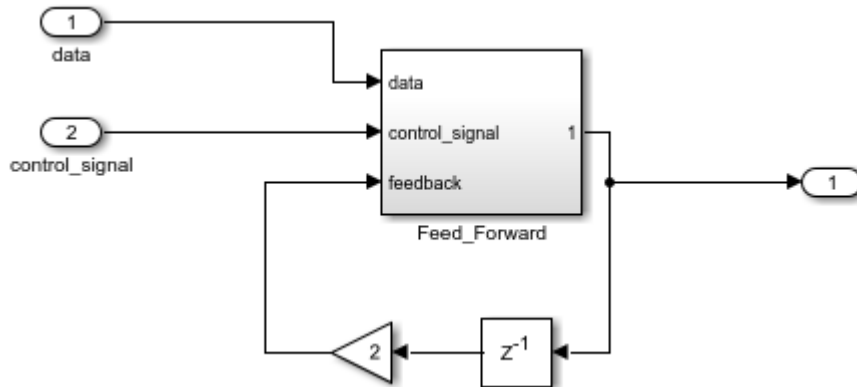 1
data
2
control_signal
data
control_signal
feedback
1
Feed_Forward
1
2
Z-1